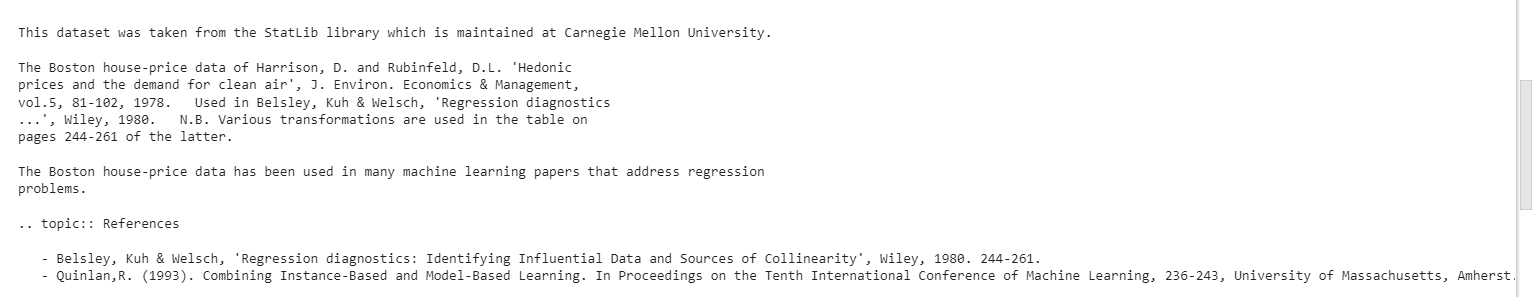 This dataset was taken from the StatLib library which is maintained at Carnegie Mellon University.
The Boston house-price data of Harrison, D. and Rubinfeld, D.L. 'Hedonic
prices and the demand for clean air', J. Environ. Economics & Management,
vol.5, 81-102, 1978.   Used in Belsley, Kuh & Welsch, 'Regression diagnostics
...', Wiley, 1980.   N.B. Various transformations are used in the table on
pages 244-261 of the latter.
The Boston house-price data has been used in many machine learning papers that address regression
problems.
.. topic:: References
- Belsley, Kuh & Welsch, 'Regression diagnostics: Identifying Influential Data and Sources of Collinearity', Wiley, 1980. 244-261.
- Quinlan,R. (1993). Combining Instance-Based and Model-Based Learning. In Proceedings on the Tenth International Conference of Machine Learning, 236-243, University of Massachusetts, Amherst.